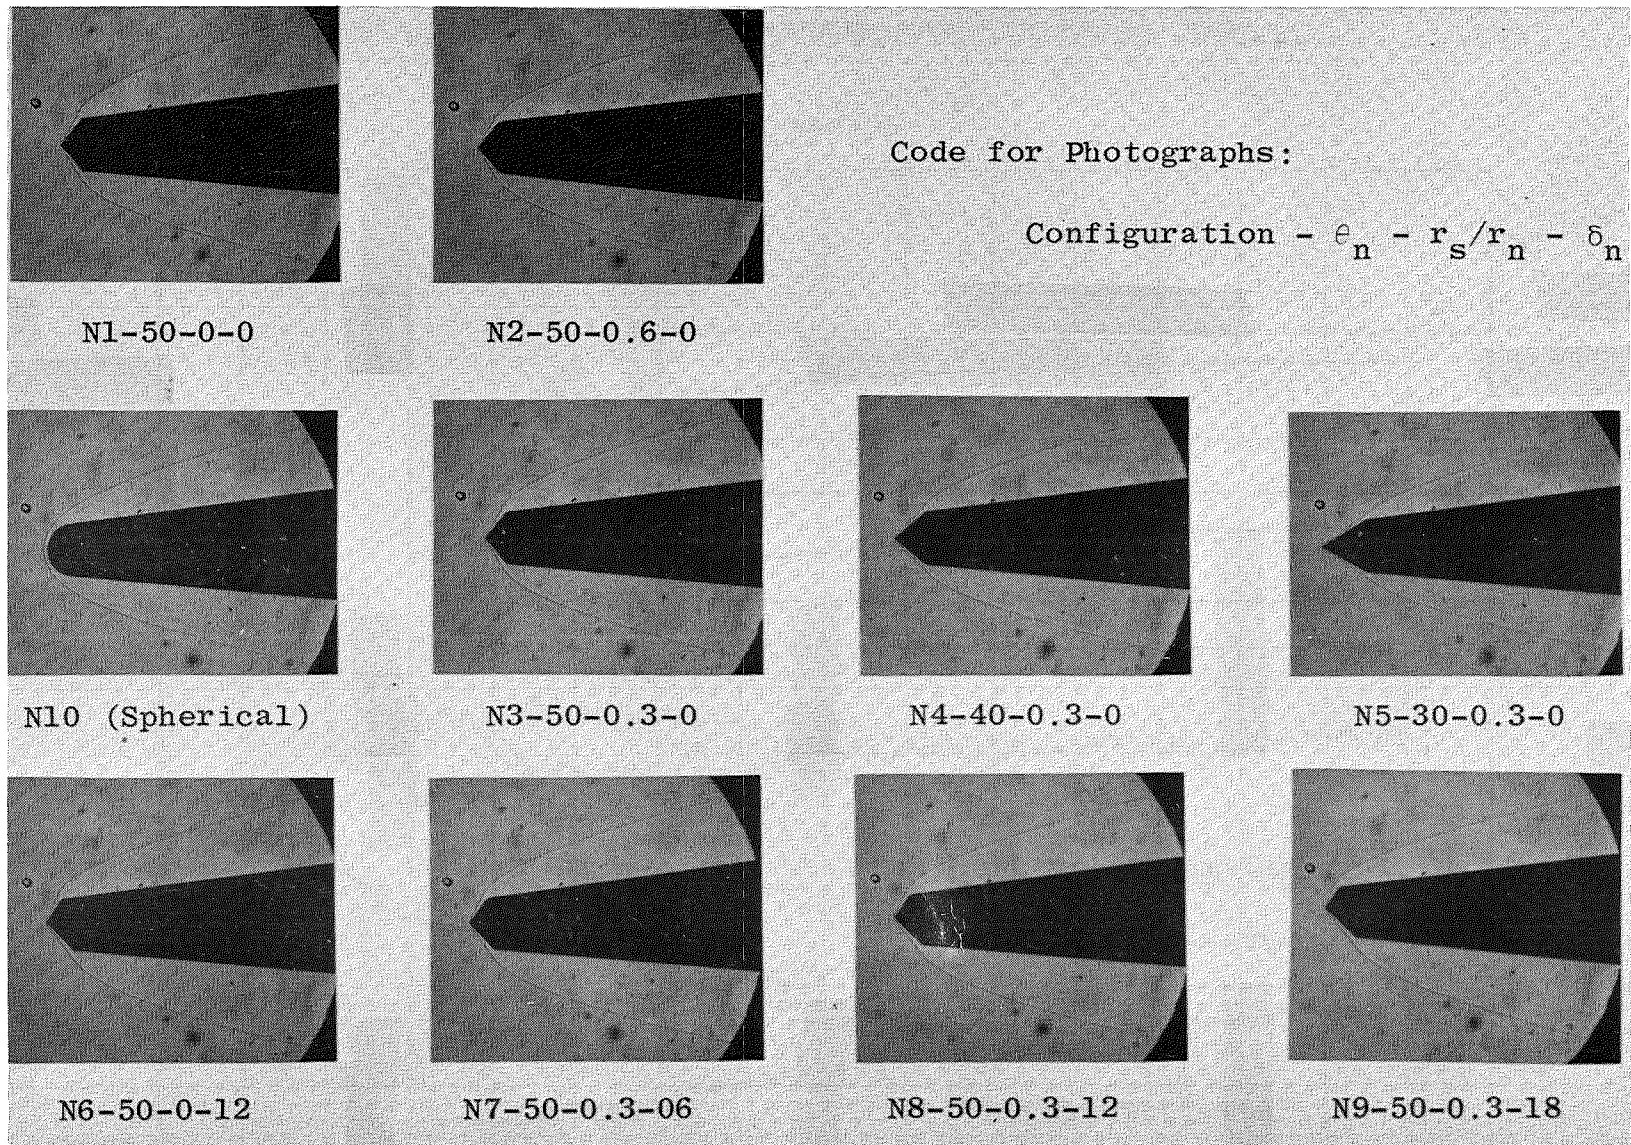 Code for Photographs:
Configuration - θn - rs/rn - δn
N1-50-0-0
N2-50-0.6-0
N10 (Spherical)
N3-50-0.3-0
N4-40-0.3-0
N5-30-0.3-0
N6-50-0-12
N7-50-0.3-06
N8-50-0.3-12
N9-50-0.3-18